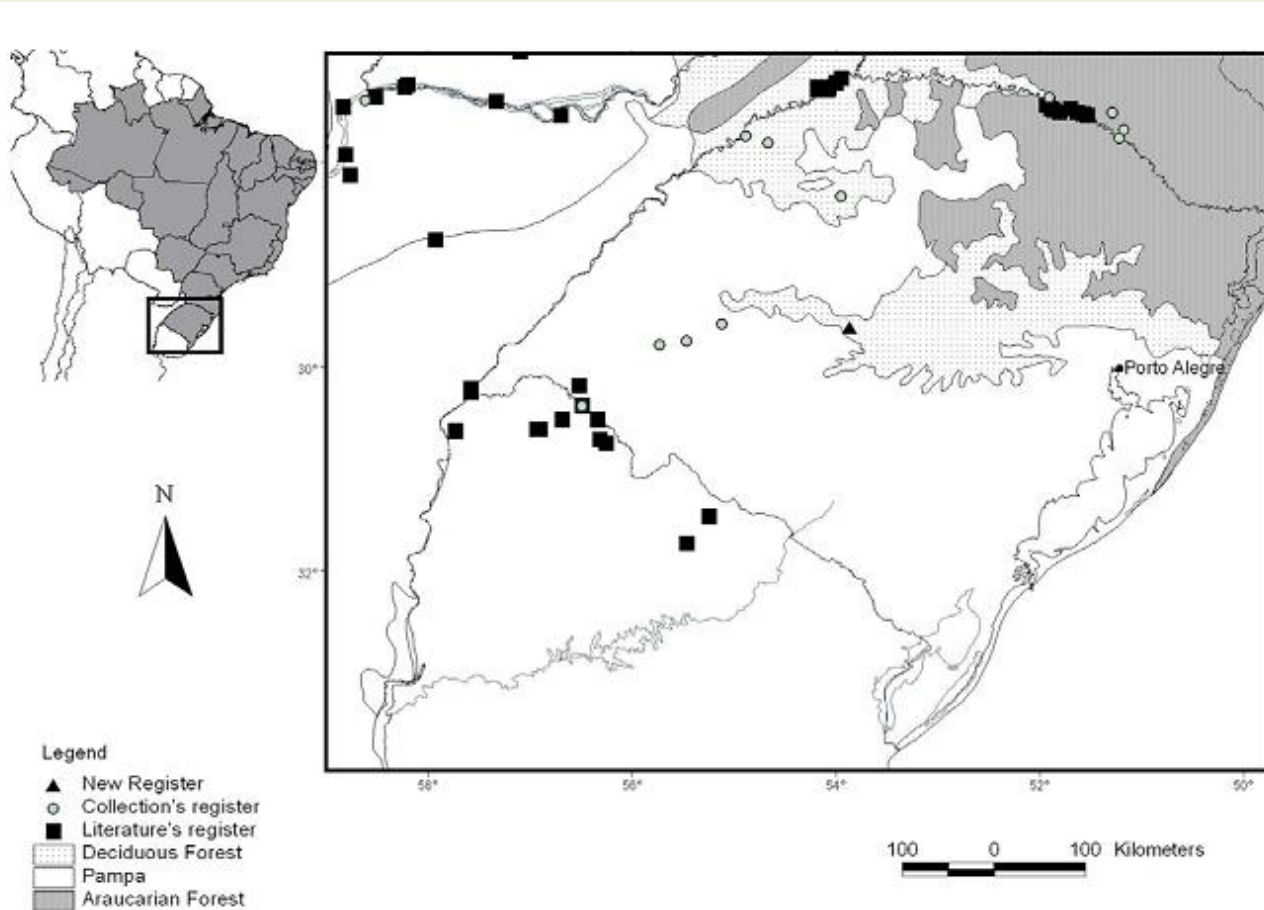 30°
Porto Alegre
N
32°
58°
56°
54°
52°
50°
Legend
New Register
Collection's register
Literature's register
Deciduous Forest
Pampa
Araucarian Forest
100 0 100 Kilometers